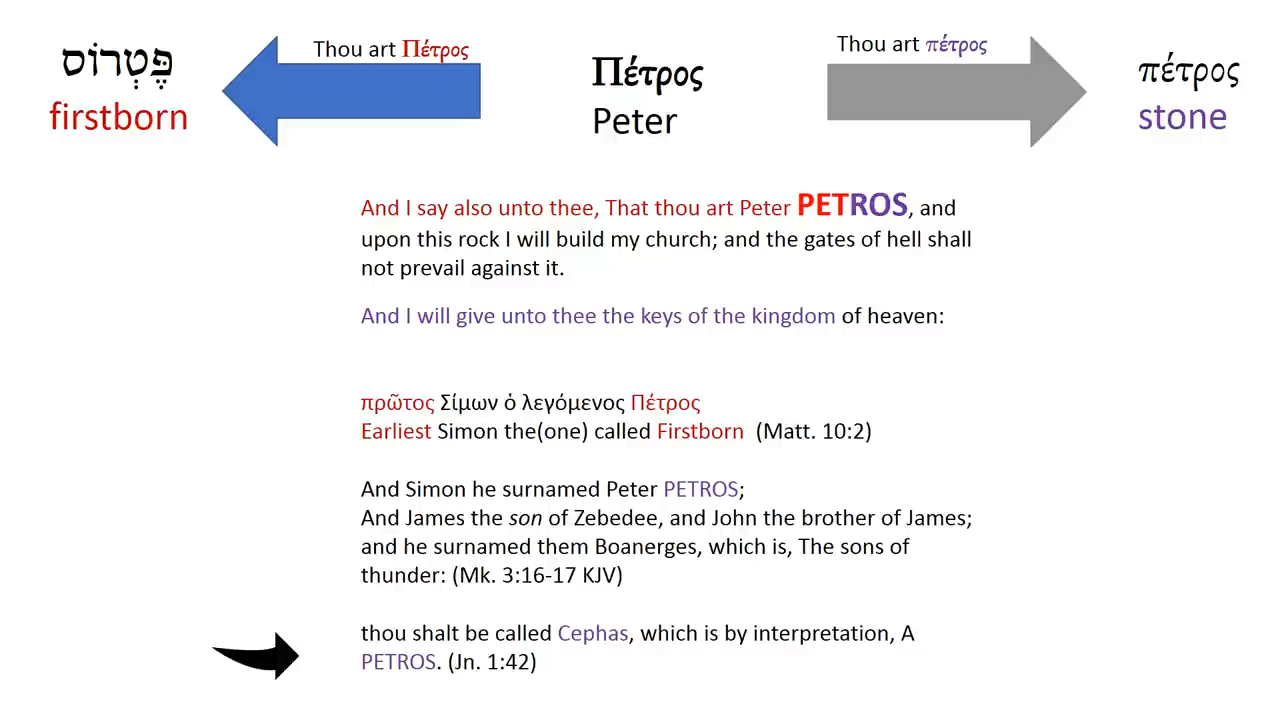 פֶּטְרוֹס
firstborn
Thou art Πέτρος
Πέτρος
Peter
Thou art πέτρος
πέτρος
stone
And I say also unto thee, That thou art Peter PETROS, and
upon this rock I will build my church; and the gates of hell shall
not prevail against it.
And I will give unto thee the keys of the kingdom of heaven:
πρῶτος Σίμων ὁ λεγόμενος Πέτρος
Earliest Simon the(one) called Firstborn (Matt. 10:2)
And Simon he surnamed Peter PETROS;
And James the son of Zebedee, and John the brother of James;
and he surnamed them Boanerges, which is, The sons of
thunder: (Mk. 3:16-17 KJV)
thou shalt be called Cephas, which is by interpretation, A
PETROS. (Jn. 1:42)